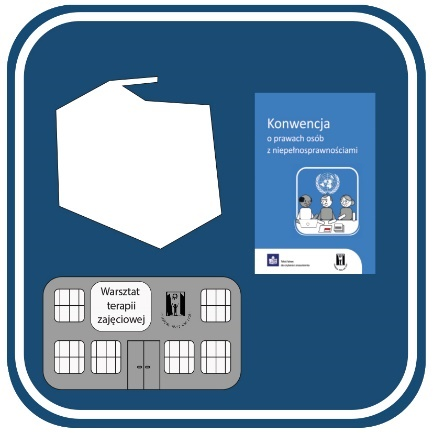 Konwencja
o prawach osób
z niepełnosprawnościami
Warsztat
terapii
zajęciowej